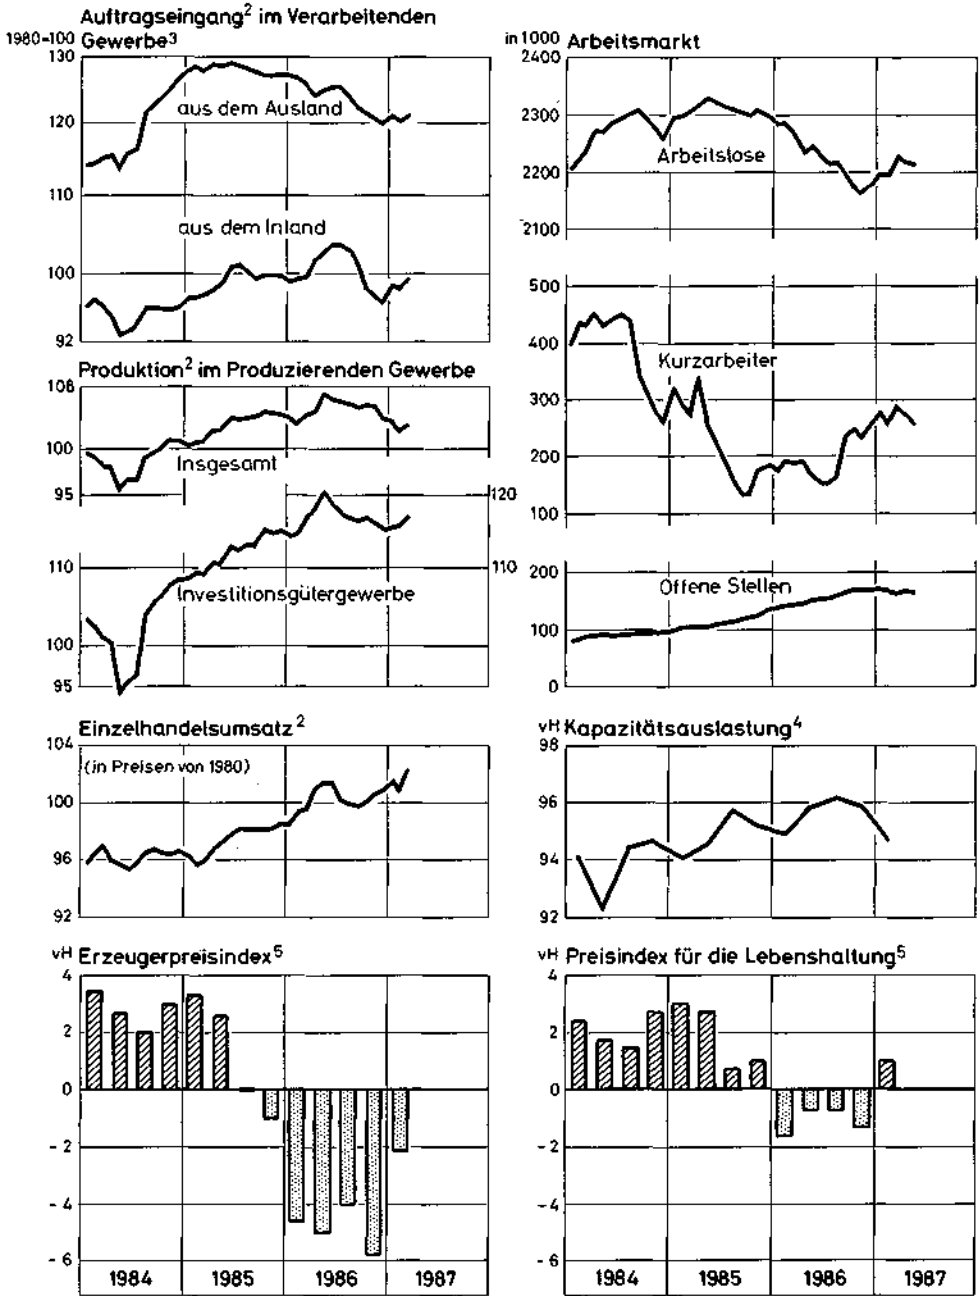 Auftragseingang² im Verarbeitenden
1980=100 Gewerbe³
130
120
110
100
92
aus dem Ausland
aus dem Inland
Produktion² im Produzierenden Gewerbe
108
100
95
Insgesamt
120
110
110
100
95
Investitionsgütergewerbe
Einzelhandelsumsatz²
104
(in Preisen von 1980)
100
96
92
vH Erzeugerpreisindex⁵
4
2
0
-2
-4
-6
1984 1985 1986 1987
in 1000 Arbeitsmarkt
2400
2300
2200
2100
Arbeitslose
500
400
300
200
100
Kurzarbeiter
200
100
0
Offene Stellen
vH Kapazitätsauslastung⁴
98
96
94
92
vH Preisindex für die Lebenshaltung⁵
4
2
0
-2
-4
-6
1984 1985 1986 1987